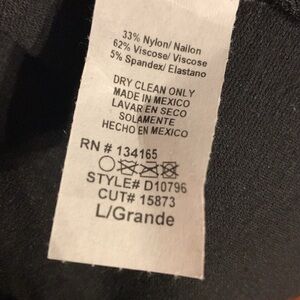 33% Nylon/ Nailon
62% Viscose/ Viscose
5% Spandex/ Elastano
DRY CLEAN ONLY
MADE IN MEXICO
LAVAR EN SECO
SOLAMENTE
HECHO EN MEXICO
RN # 134165
STYLE# D10796
CUT# 15873
L/Grande